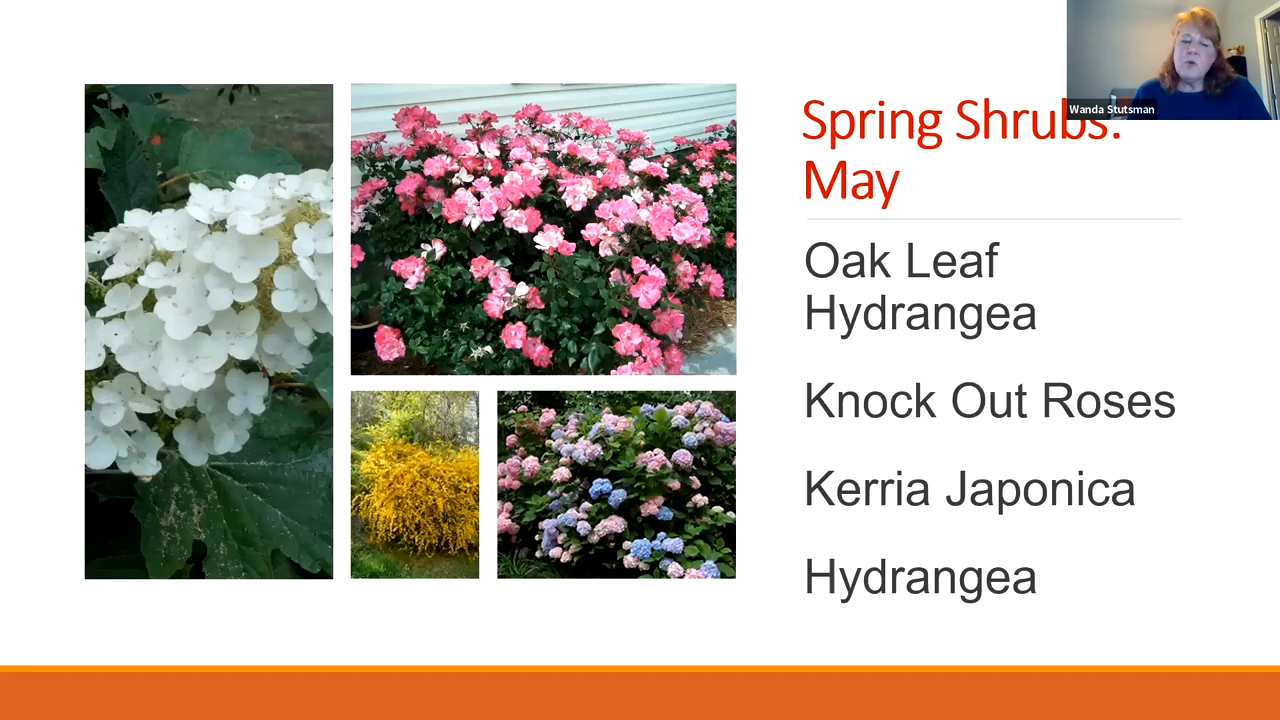 Wanda Stutsman
Spring Shrubs:
May
Oak Leaf
Hydrangea
Knock Out Roses
Kerria Japonica
Hydrangea